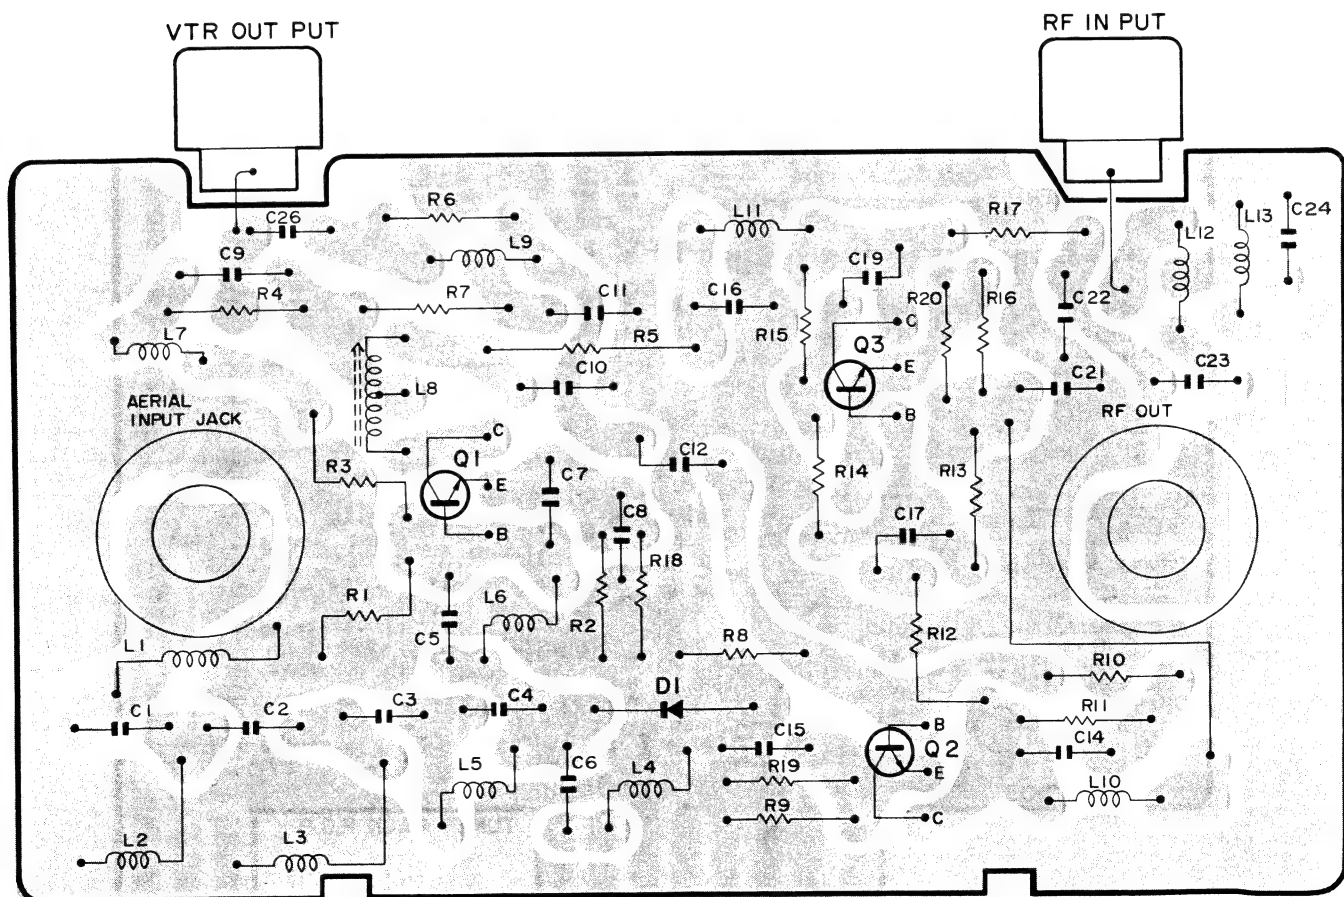 VTR OUT PUT
RF IN PUT
C26
R6
L11
R17
L12
L13
C24
C9
L9
C19
R4
R7
C11
C16
R20
R16
C22
L7
R5
R15
Q3
C
E
B
C10
C21
C23
L8
AERIAL
INPUT JACK
RF OUT
R3
Q1
C
E
B
C7
C12
R14
R13
C8
C17
R18
R1
C5
L6
R2
R8
R12
L1
R10
D1
C1
C2
C3
C4
R11
C15
C14
Q2
B
E
C
L5
C6
L4
R19
L10
R9
L2
L3